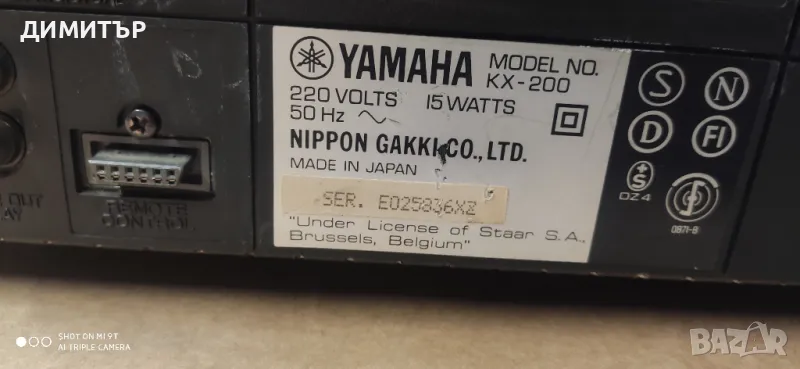 ДИМИТЪР
YAMAHA
MODEL NO.
KX-200
220 VOLTS 15 WATTS
50 Hz
NIPPON GAKKI CO., LTD.
MADE IN JAPAN
SER. E025836XZ
"Under License of Staar S.A.,
Brussels, Belgium"
S N
D FI
S
DZ4
0871-B
OUT
REMOTE
CONTROL
SHOT ON MI 9T
AI TRIPLE CAMERA
BAZAR